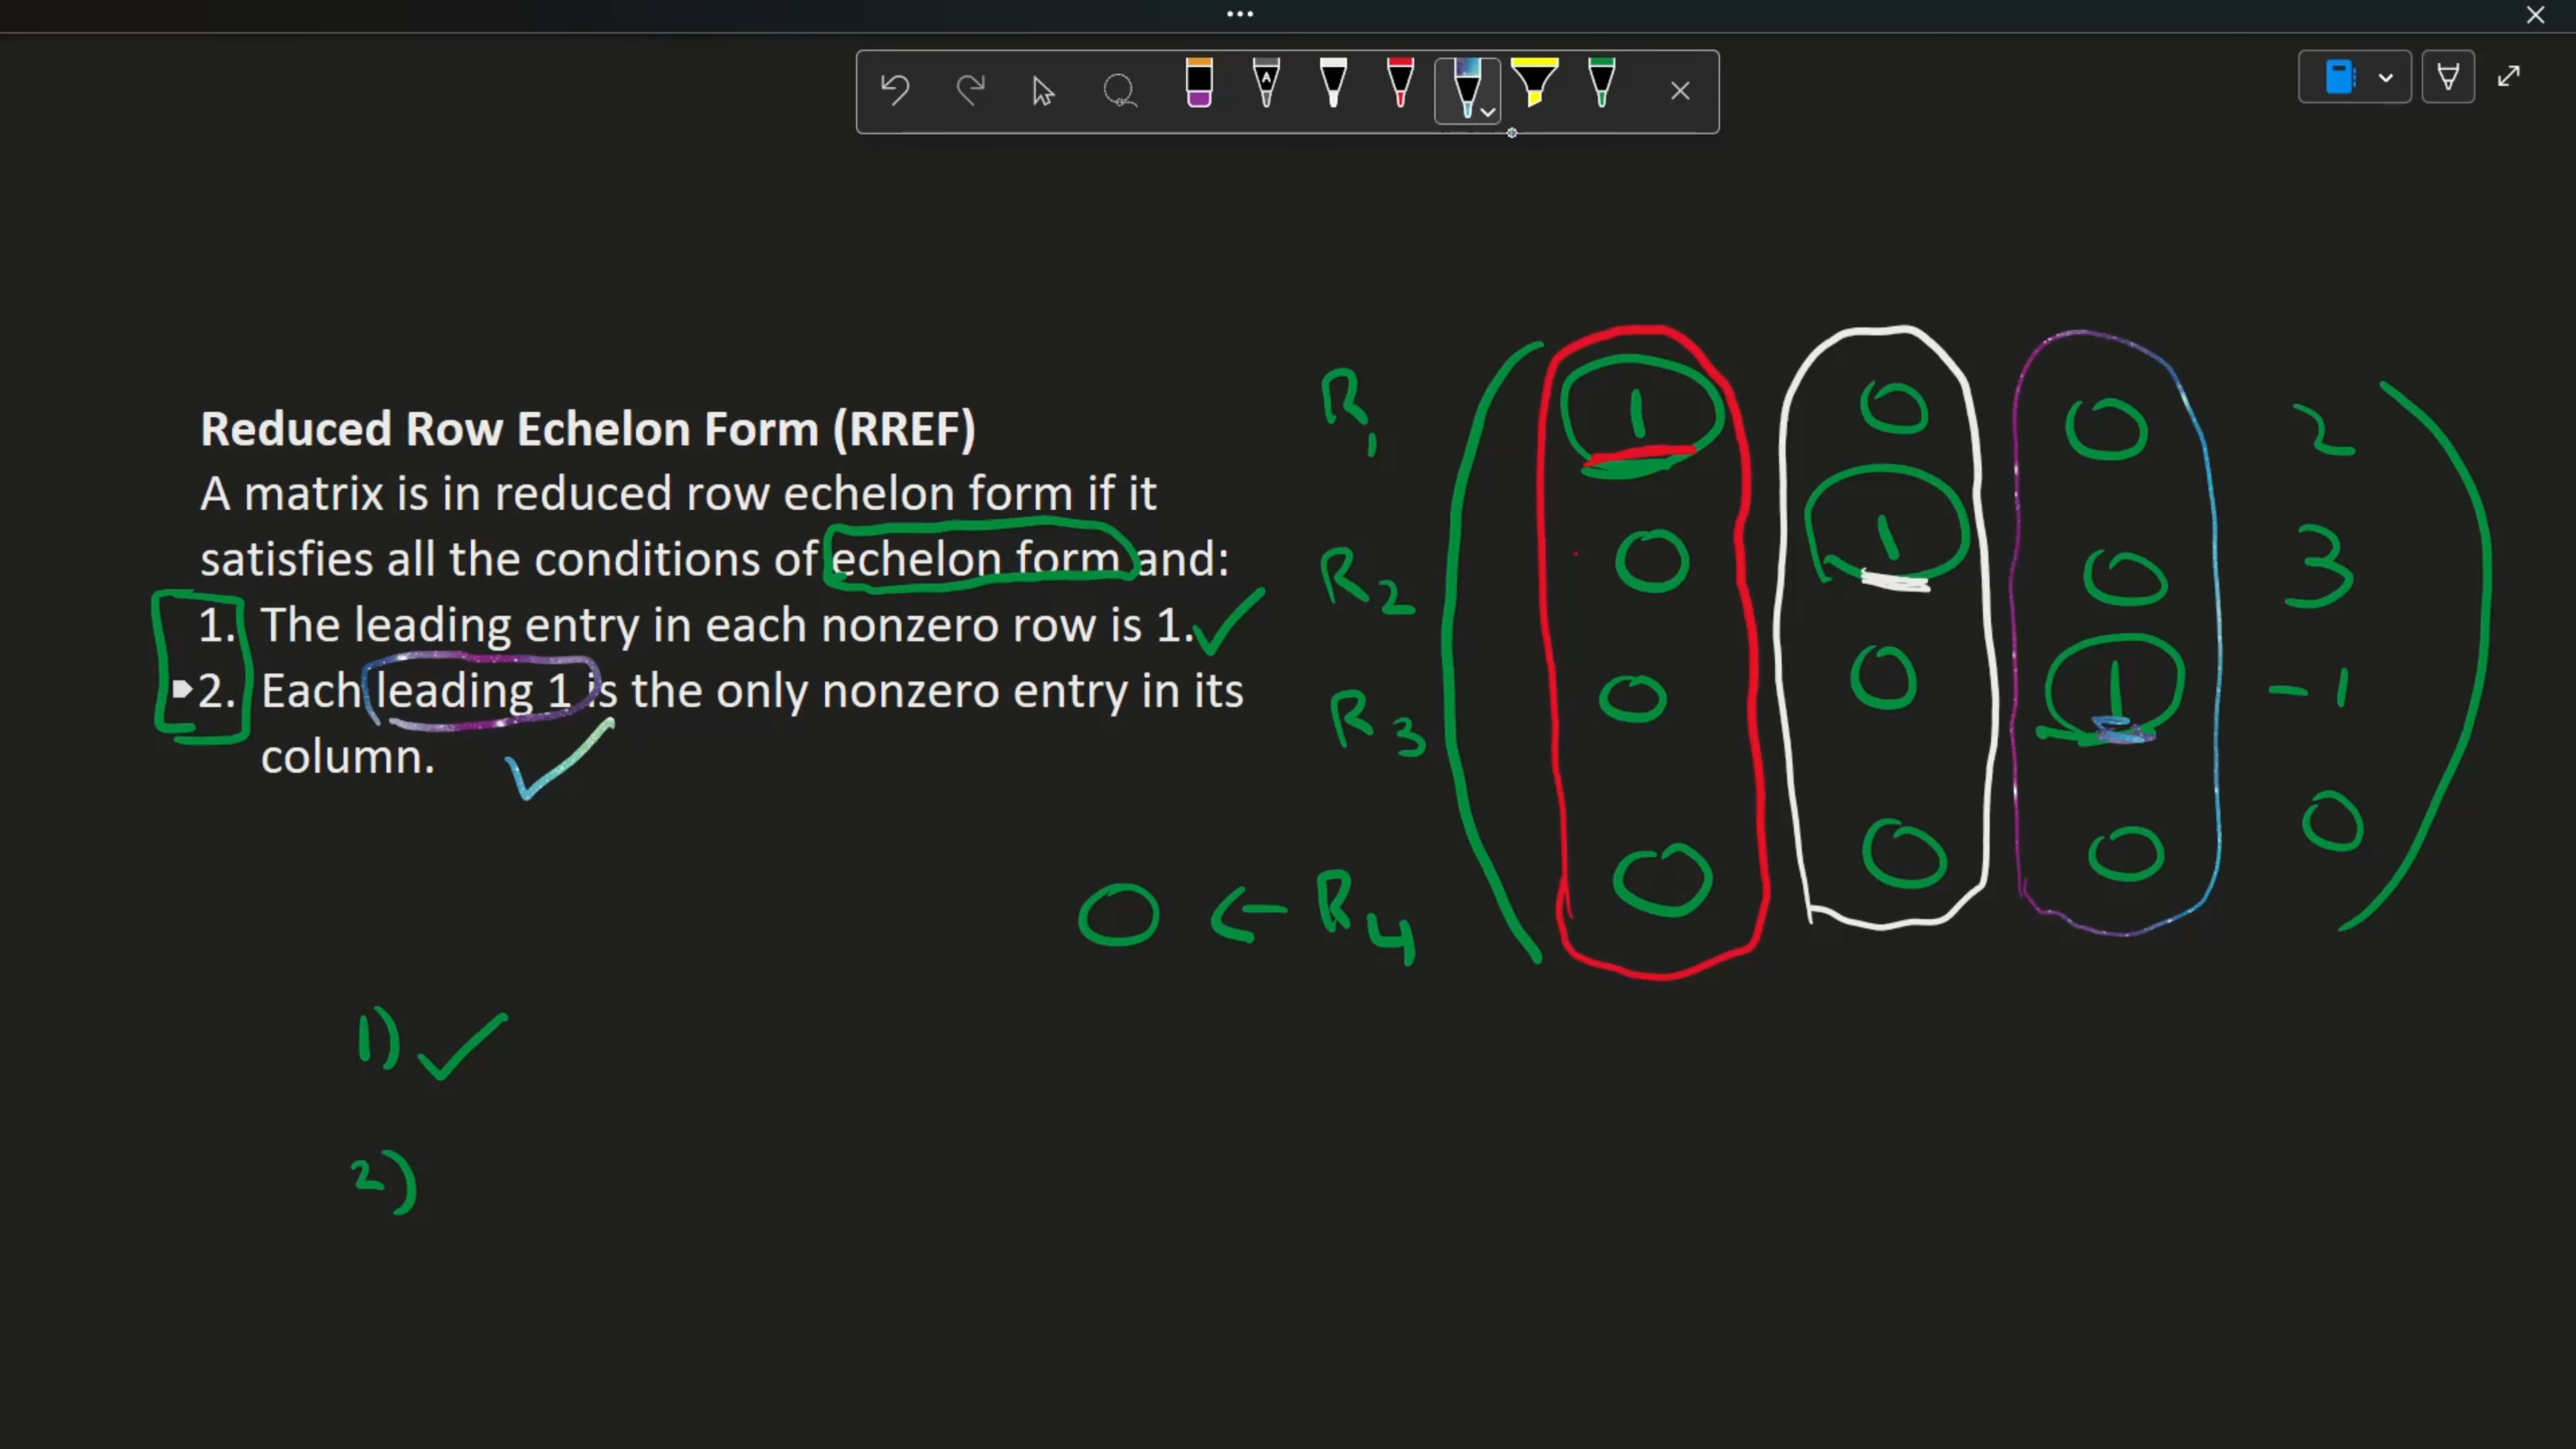 Reduced Row Echelon Form (RREF)
A matrix is in reduced row echelon form if it
satisfies all the conditions of echelon form and:
1. The leading entry in each nonzero row is 1.
2. Each leading 1 is the only nonzero entry in its
column.
R1 1 0 0 2
R2 0 1 0 3
R3 0 0 1 -1
0 ← R4 0 0 0 0
1) ✓
2)